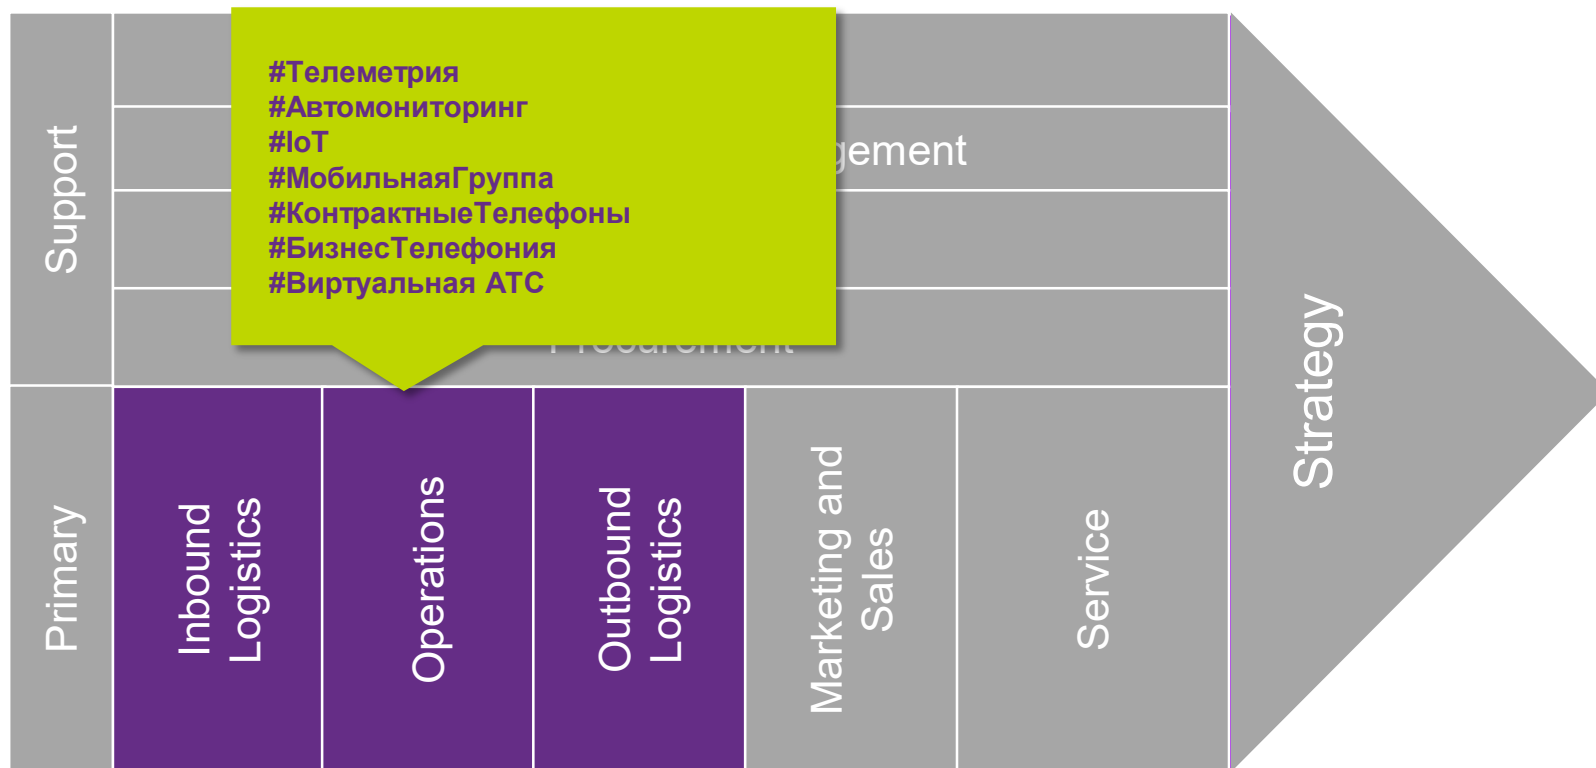 #Телеметрия
#Автомониторинг
#IoT
#МобильнаяГруппа
#КонтрактныеТелефоны
#БизнесТелефония
#Виртуальная АТС
Support
Primary
Inbound
Logistics
Operations
Outbound
Logistics
Marketing and
Sales
Service
Strategy